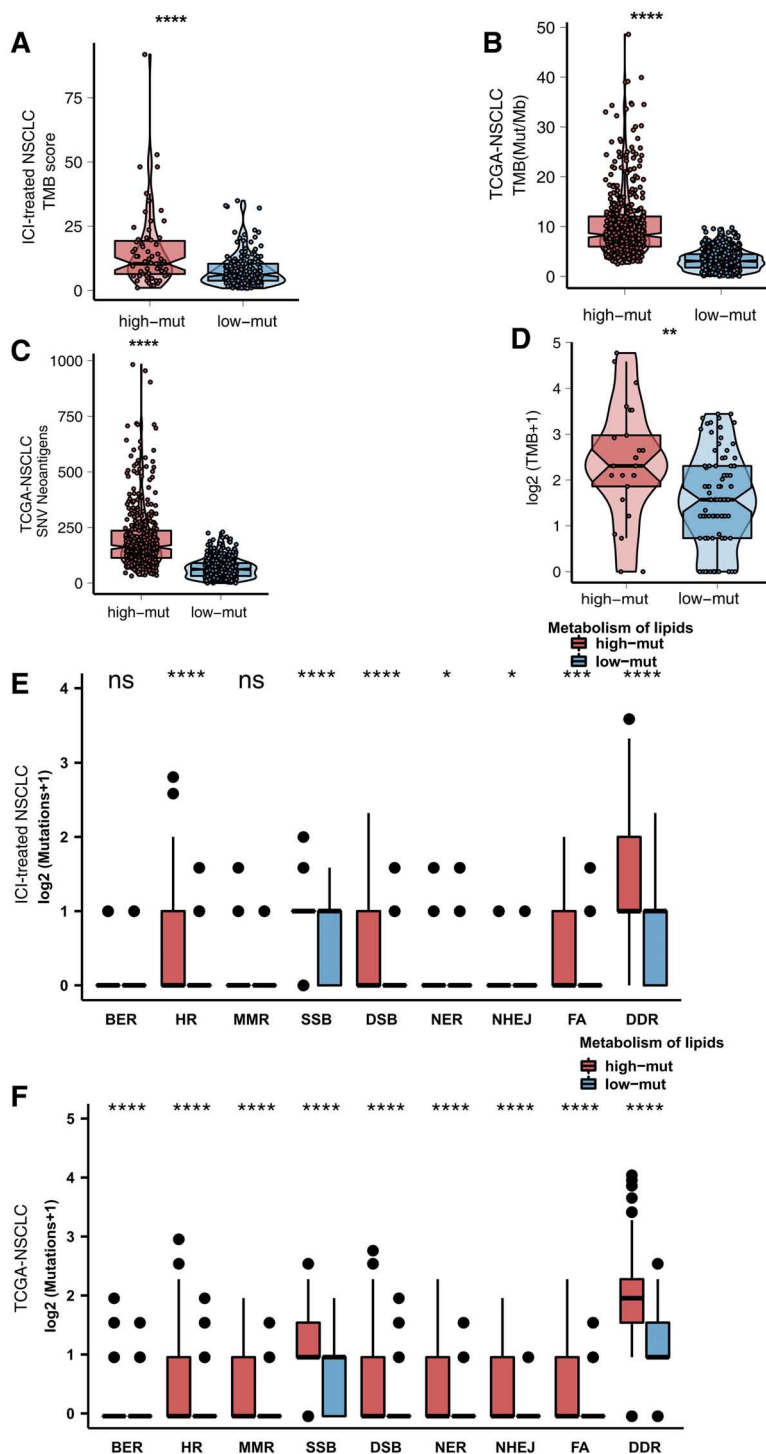 A
****
ICI-treated NSCLC
TMB score
75
50
25
0
high-mut
low-mut
B
****
TCGA-NSCLC
TMB(Mut/Mb)
50
40
30
20
10
0
high-mut
low-mut
C
****
TCGA-NSCLC
SNV Neoantigens
1000
750
500
250
0
high-mut
low-mut
D
**
log2 (TMB+1)
5
4
3
2
1
0
high-mut
low-mut
Metabolism of lipids
high-mut
low-mut
E
ns **** ns **** **** * * *** ****
ICI-treated NSCLC
log2 (Mutations+1)
4
3
2
1
0
BER HR MMR SSB DSB NER NHEJ FA DDR
Metabolism of lipids
high-mut
low-mut
F
**** **** **** **** **** **** **** **** ****
TCGA-NSCLC
log2 (Mutations+1)
5
4
3
2
1
0
BER HR MMR SSB DSB NER NHEJ FA DDR